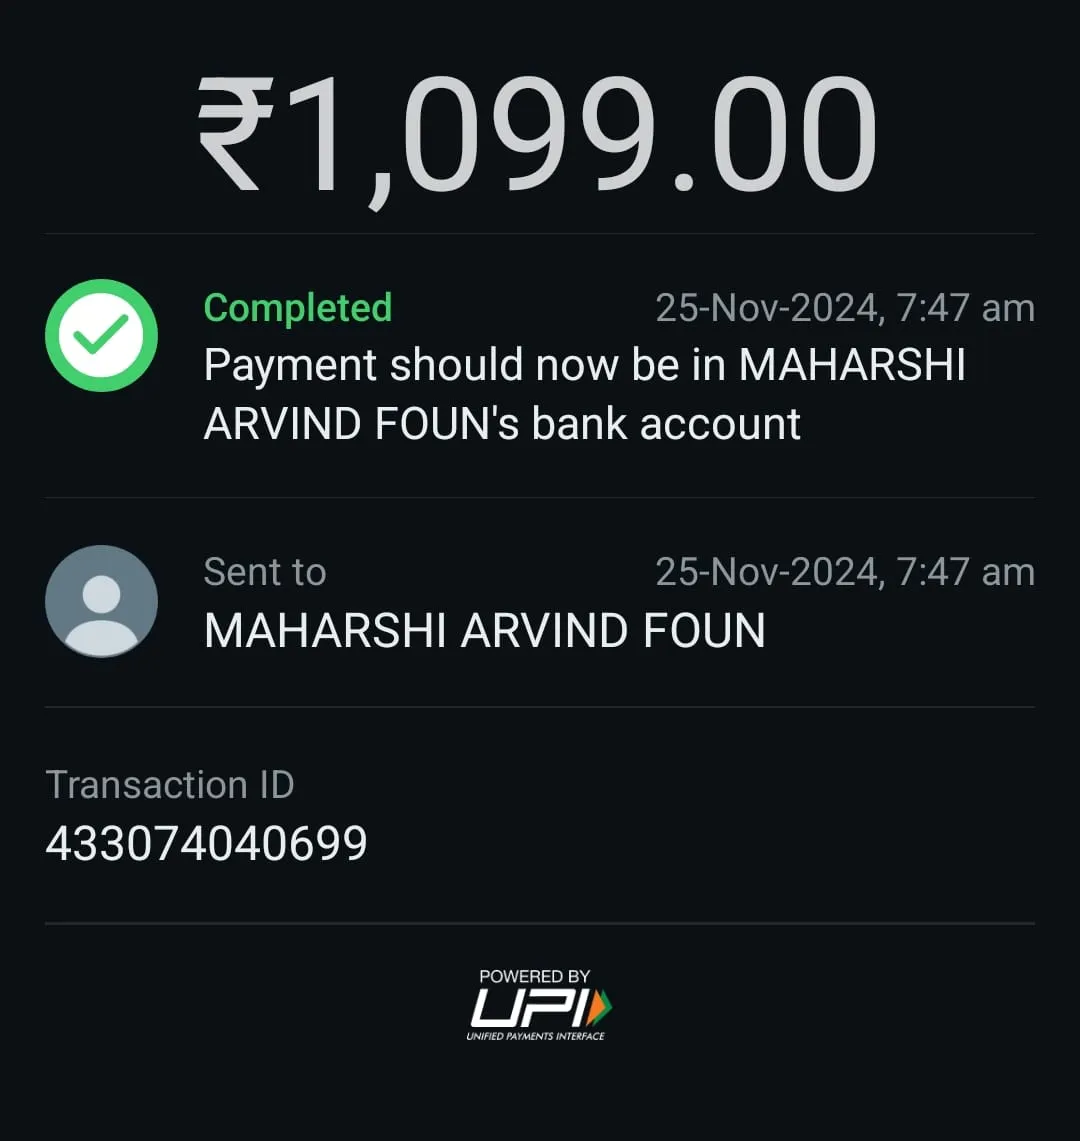 ₹1,099.00
Completed
25-Nov-2024, 7:47 am
Payment should now be in MAHARSHI
ARVIND FOUN's bank account
Sent to
25-Nov-2024, 7:47 am
MAHARSHI ARVIND FOUN
Transaction ID
433074040699
POWERED BY
UPI
UNIFIED PAYMENTS INTERFACE